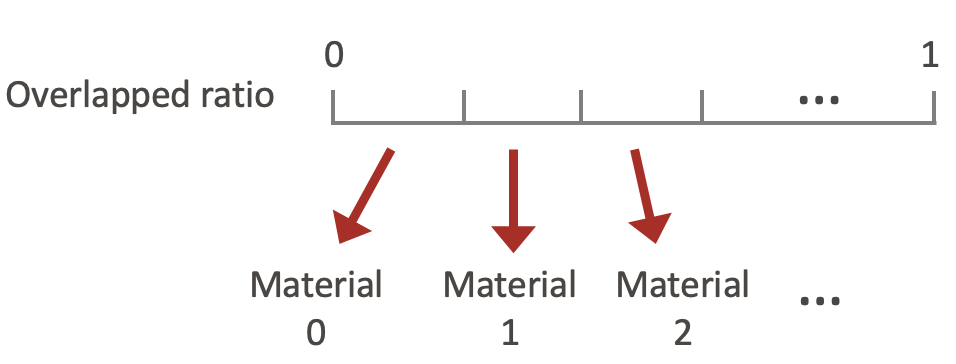 0 1
Overlapped ratio ...
Material Material Material ...
0 1 2